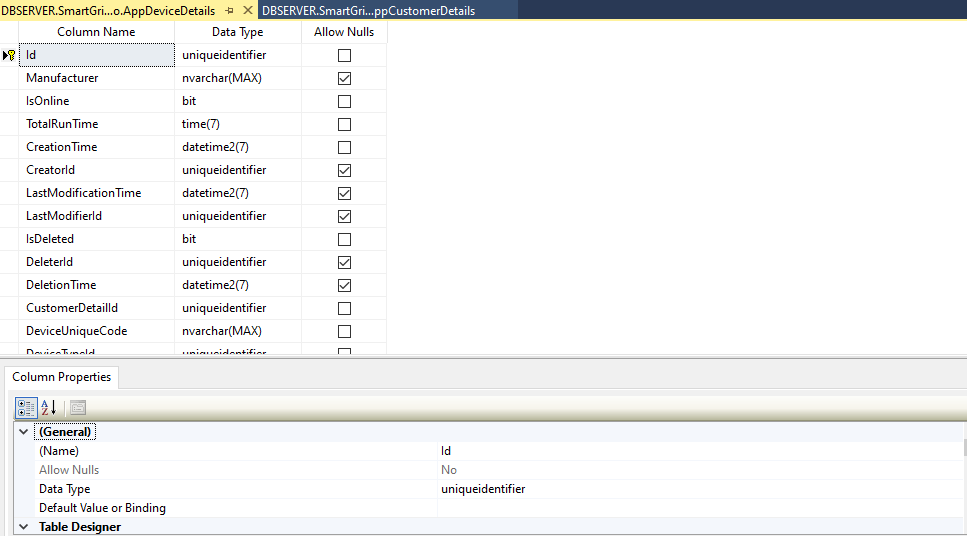 DBSERVER.SmartGri...o.AppDeviceDetails DBSERVER.SmartGri...ppCustomerDetails
Column Name Data Type Allow Nulls
Id uniqueidentifier
Manufacturer nvarchar(MAX)
IsOnline bit
TotalRunTime time(7)
CreationTime datetime2(7)
CreatorId uniqueidentifier
LastModificationTime datetime2(7)
LastModifierId uniqueidentifier
IsDeleted bit
DeleterId uniqueidentifier
DeletionTime datetime2(7)
CustomerDetailId uniqueidentifier
DeviceUniqueCode nvarchar(MAX)
DeviceTypeId uniqueidentifier
Column Properties
(General)
(Name) Id
Allow Nulls No
Data Type uniqueidentifier
Default Value or Binding
Table Designer